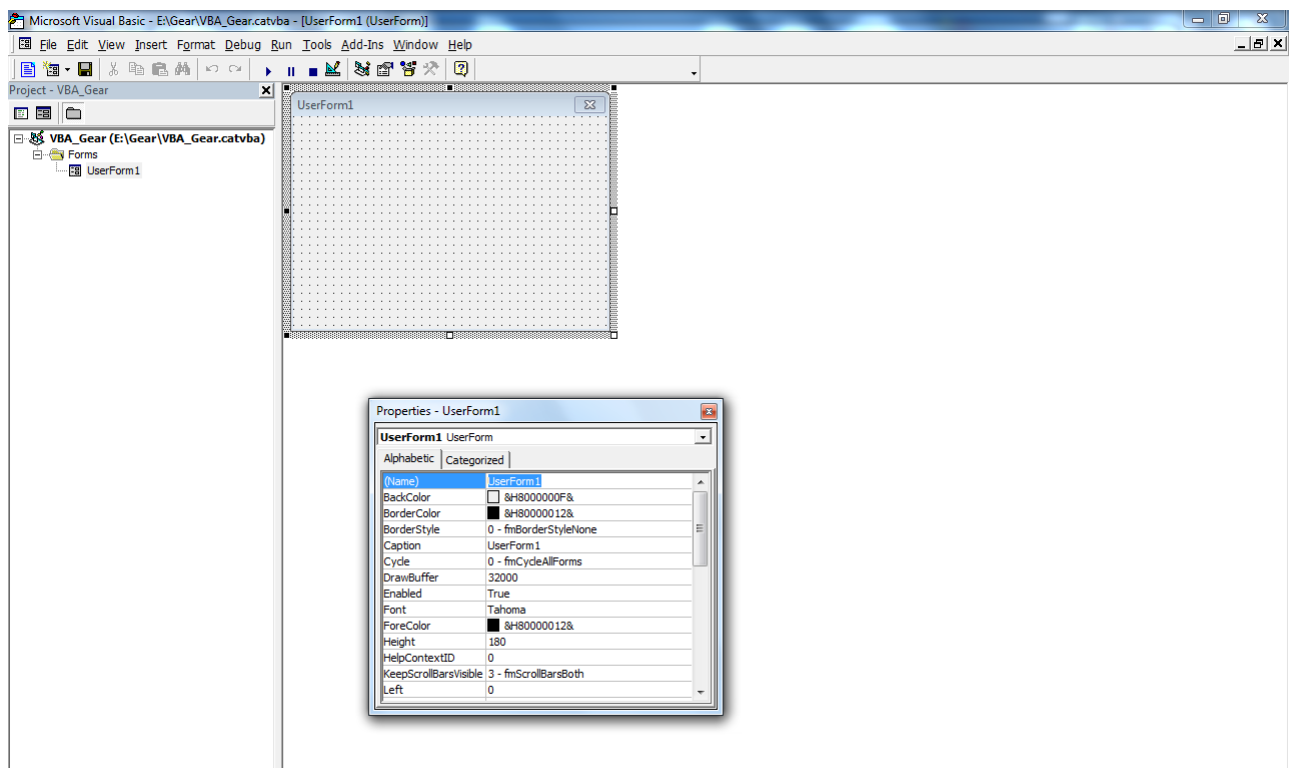 Microsoft Visual Basic - E:\Gear\VBA_Gear.catvba - [UserForm1 (UserForm)]
File Edit View Insert Format Debug Run Tools Add-Ins Window Help
Project - VBA_Gear
VBA_Gear (E:\Gear\VBA_Gear.catvba)
Forms
UserForm1
UserForm1
Properties - UserForm1
UserForm1 UserForm
Alphabetic Categorized
(Name) UserForm1
BackColor &H8000000F&
BorderColor &H80000012&
BorderStyle 0 - fmBorderStyleNone
Caption UserForm1
Cycle 0 - fmCycleAllForms
DrawBuffer 32000
Enabled True
Font Tahoma
ForeColor &H80000012&
Height 180
HelpContextID 0
KeepScrollBarsVisible 3 - fmScrollBarsBoth
Left 0